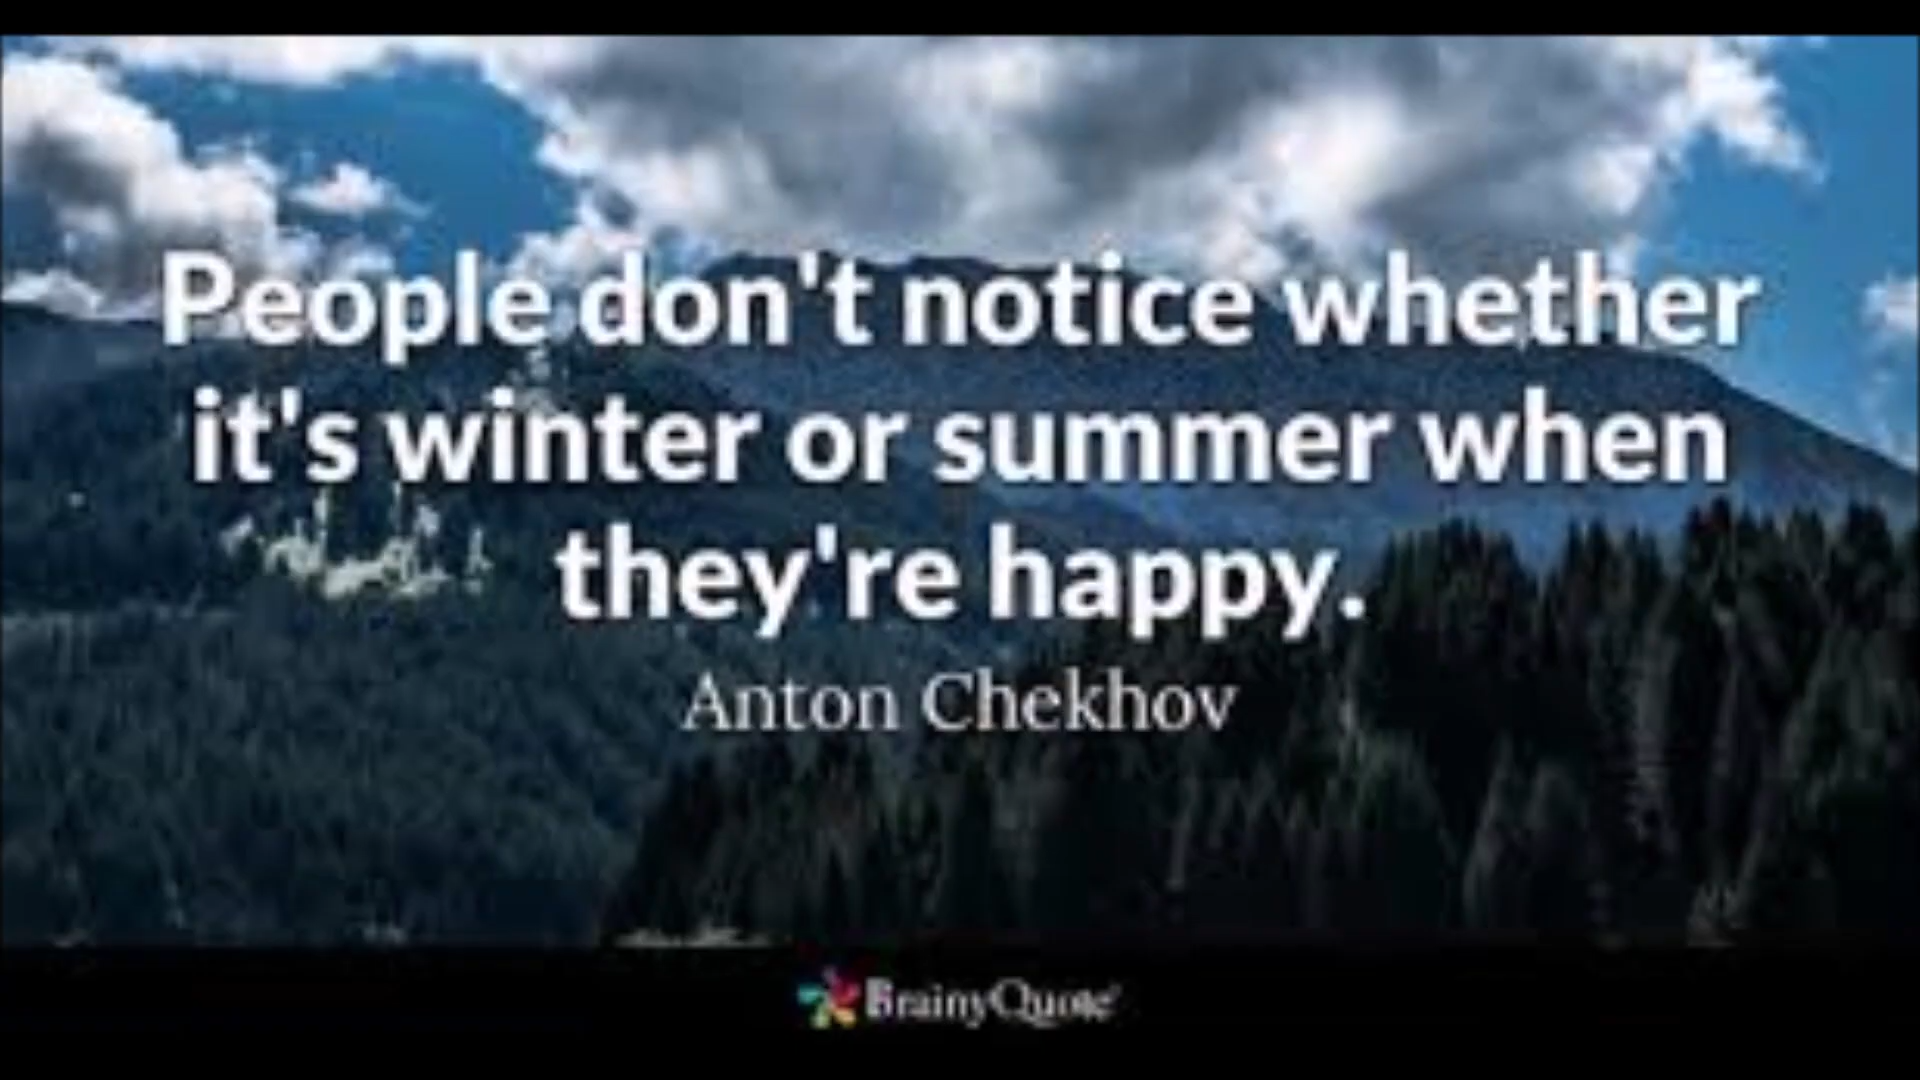 People don't notice whether
it's winter or summer when
they're happy.
Anton Chekhov
BrainyQuote®